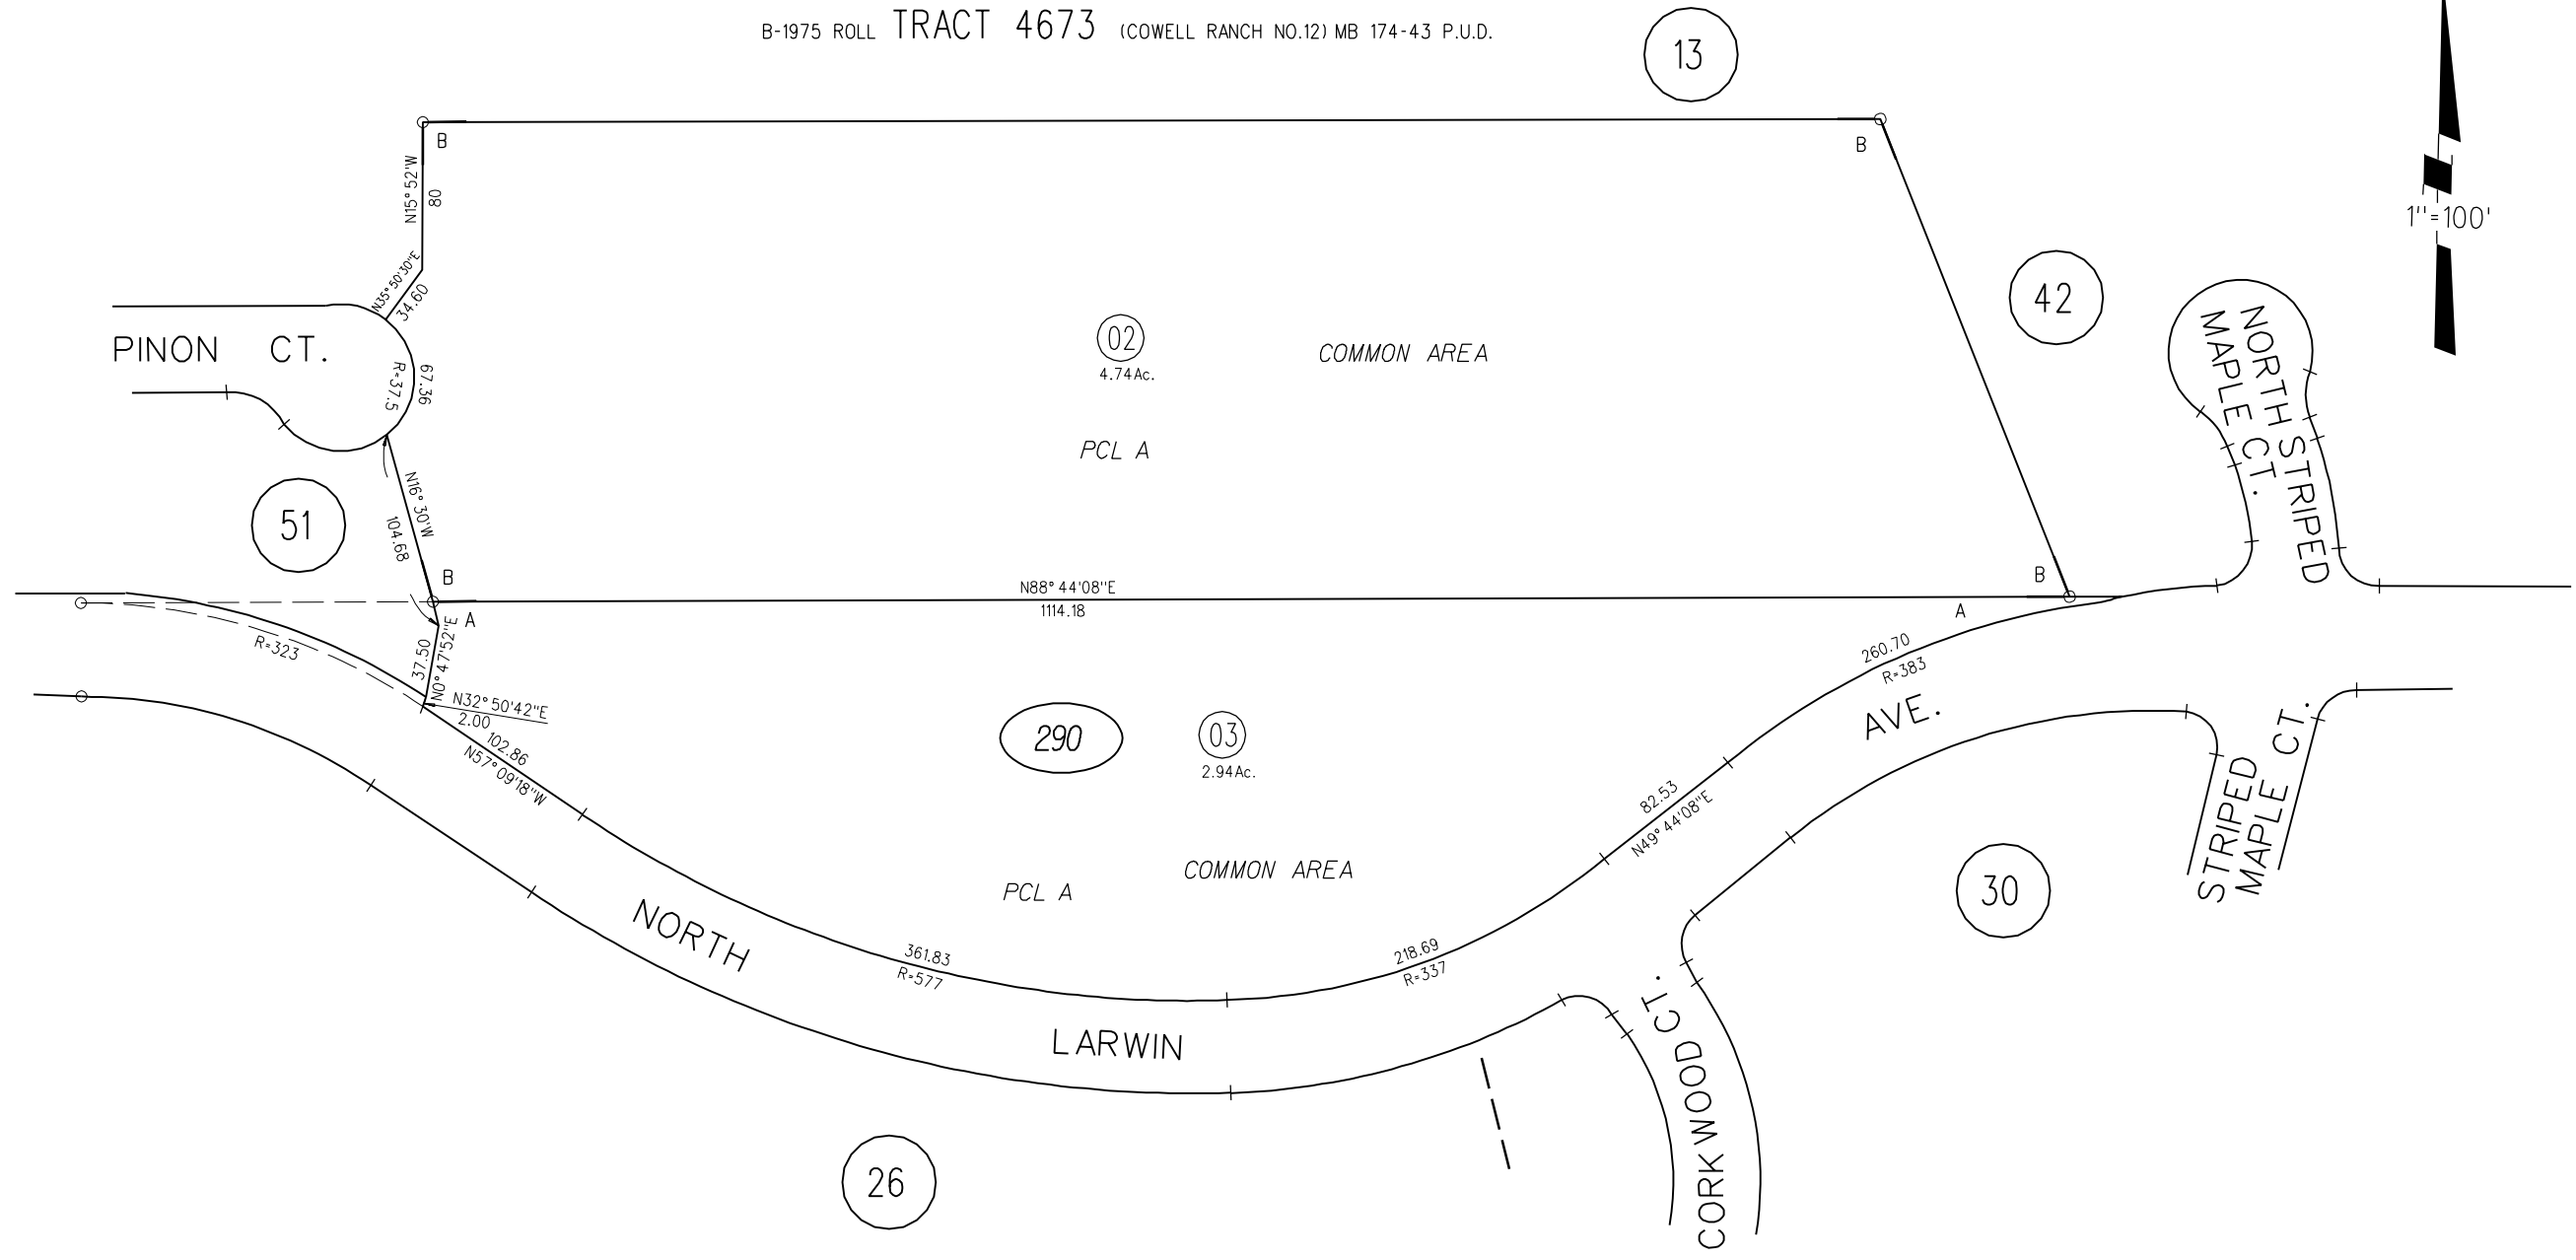 B-1975 ROLL TRACT 4673 (COWELL RANCH NO.12) MB 174-43 P.U.D.
13
B
B
N15°52'W
80
1"=100'
N35°50'30"E
34.60
42
PINON CT.
R=37.5
67.36
02
4.74Ac.
COMMON AREA
NORTH STRIPED
MAPLE CT.
PCL A
51
N16°30'W
104.68
B
A
N88°44'08"E
1114.18
B
A
R=323
37.50
N0°47'52"E
N32°50'42"E
2.00
102.86
N57°09'18"W
290
03
2.94Ac.
260.70
R=383
AVE.
82.53
N49°44'08"E
STRIPED
MAPLE CT.
COMMON AREA
PCL A
30
NORTH
361.83
R=577
218.69
R=337
LARWIN
CORKWOOD CT.
26